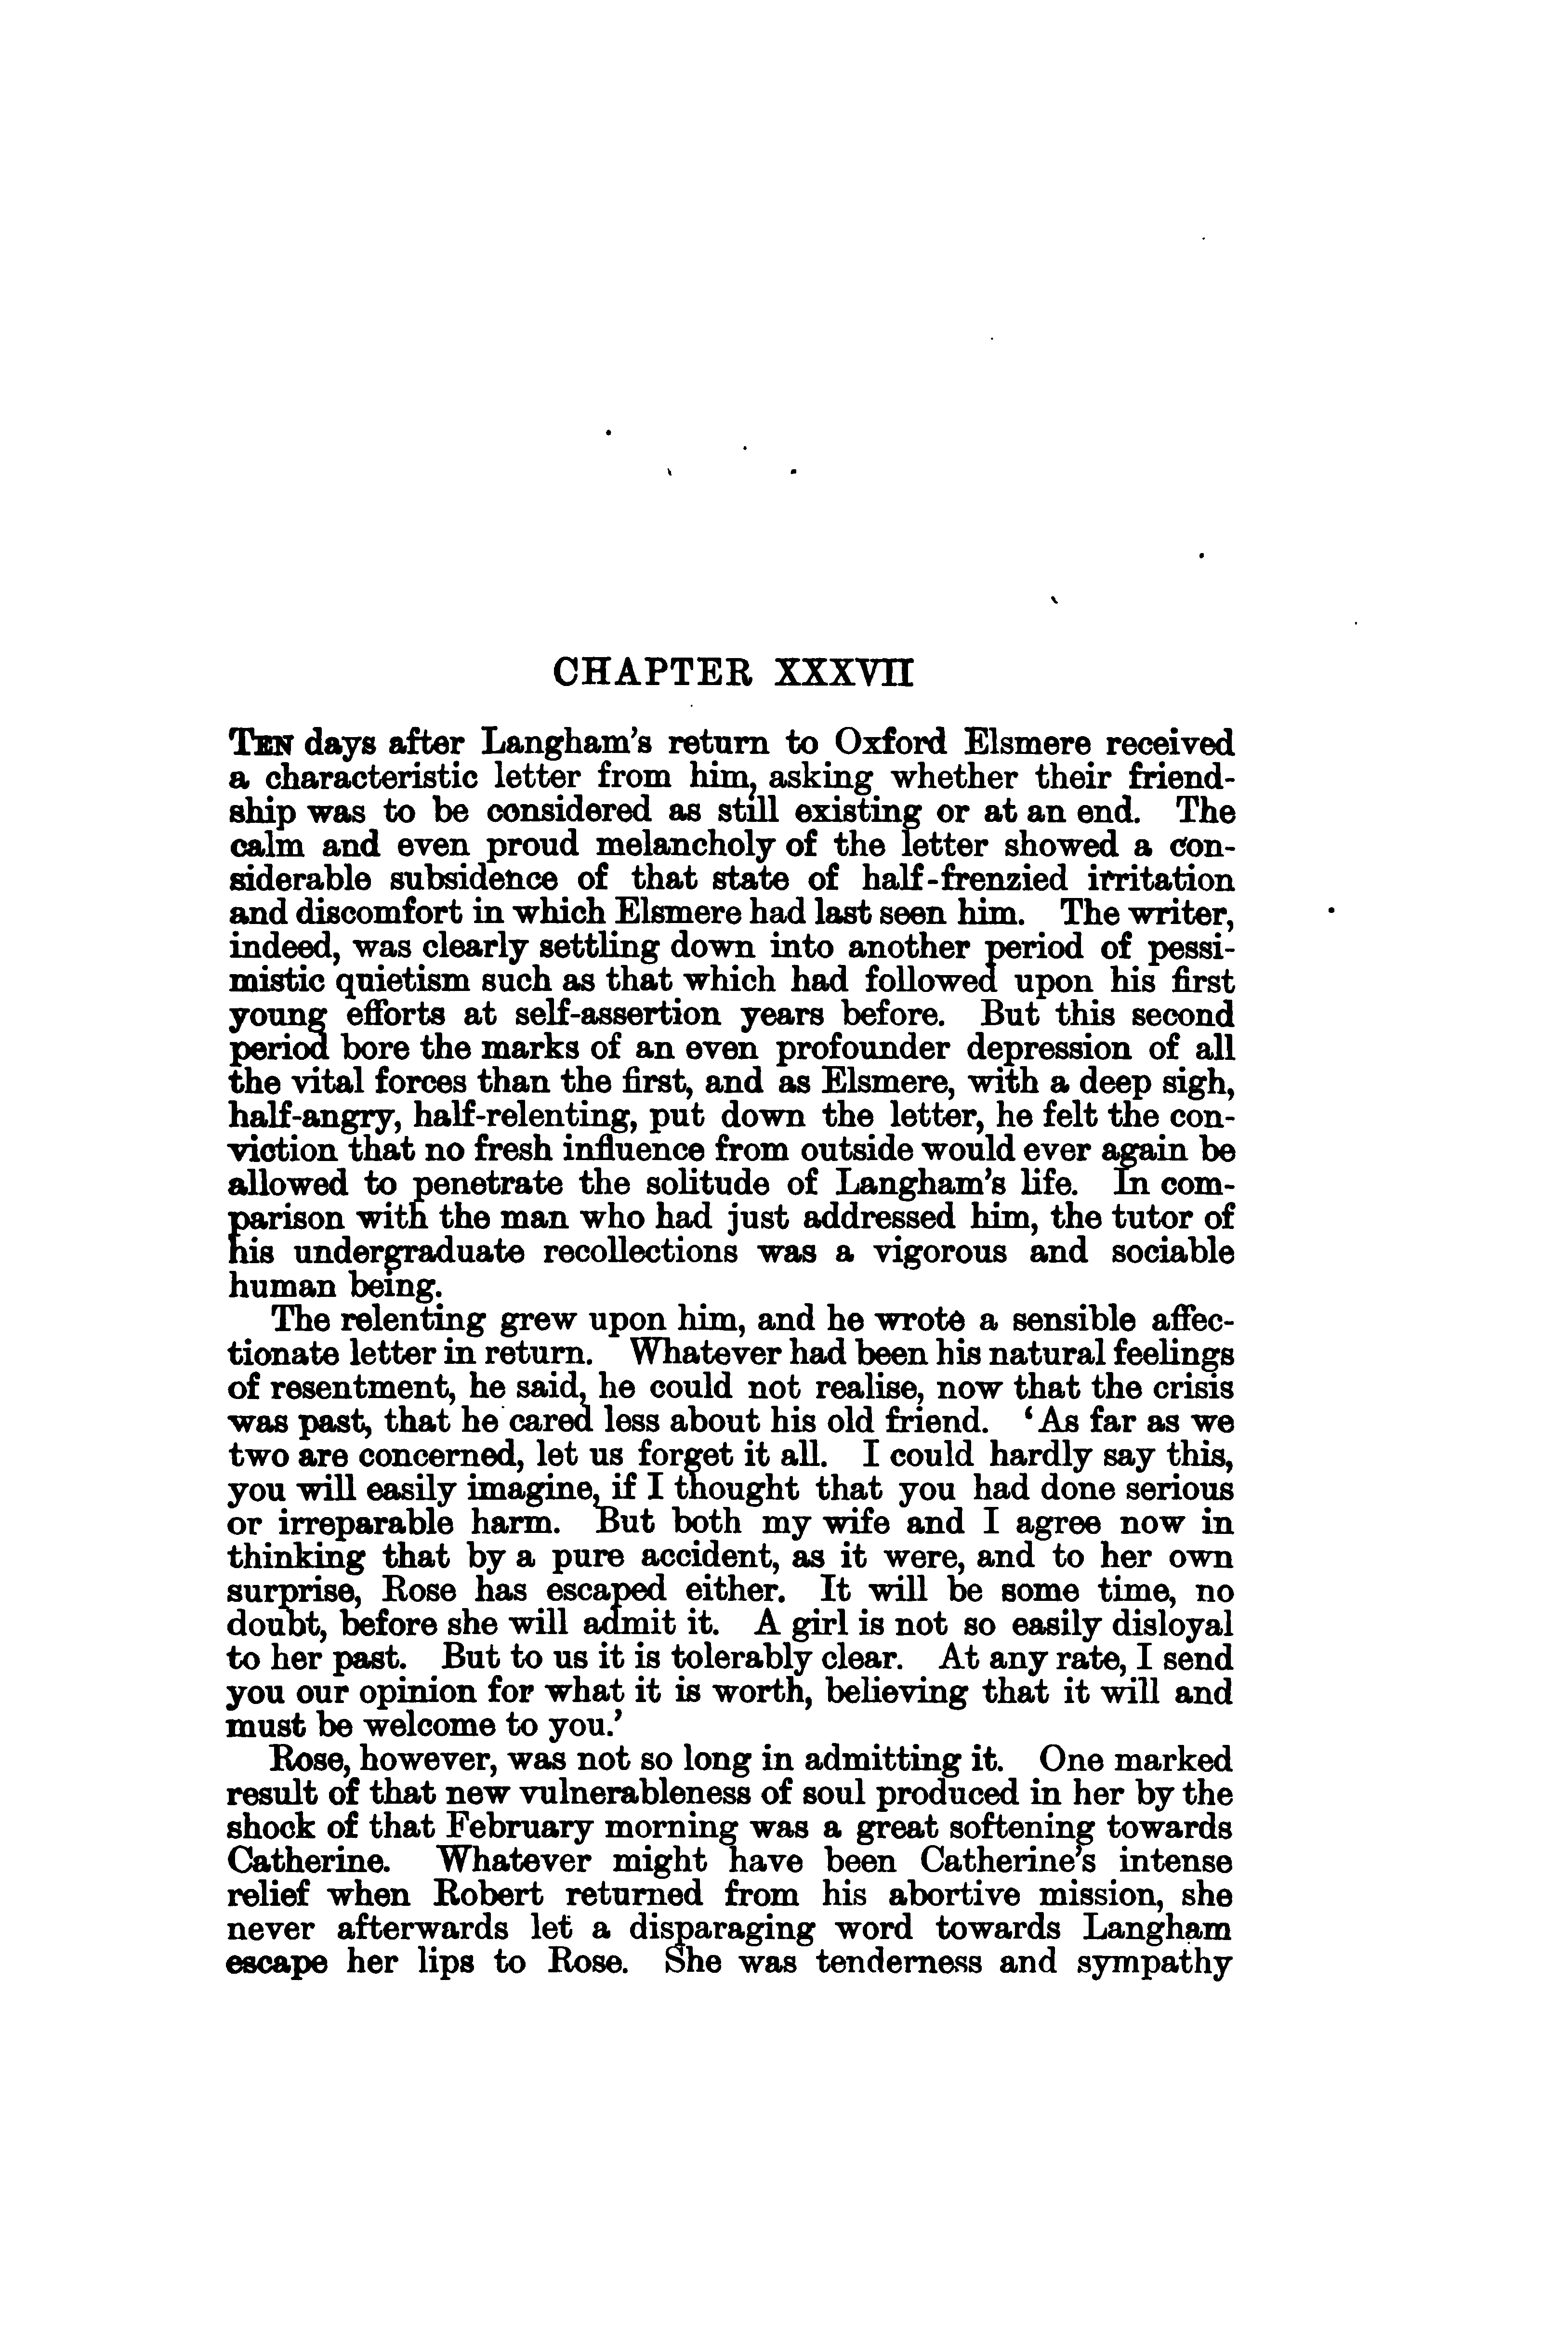 CHAPTER XXXVII
TEN days after Langham's return to Oxford Elsmere received
a characteristic letter from him, asking whether their friend-
ship was to be considered as still existing or at an end. The
calm and even proud melancholy of the letter showed a con-
siderable subsidence of that state of half-frenzied irritation
and discomfort in which Elsmere had last seen him. The writer,
indeed, was clearly settling down into another period of pessi-
mistic quietism such as that which had followed upon his first
young efforts at self-assertion years before. But this second
period bore the marks of an even profounder depression of all
the vital forces than the first, and as Elsmere, with a deep sigh,
half-angry, half-relenting, put down the letter, he felt the con-
viction that no fresh influence from outside would ever again be
allowed to penetrate the solitude of Langham's life. In com-
parison with the man who had just addressed him, the tutor of
his undergraduate recollections was a vigorous and sociable
human being.
The relenting grew upon him, and he wrote a sensible affec-
tionate letter in return. Whatever had been his natural feelings
of resentment, he said, he could not realise, now that the crisis
was past, that he cared less about his old friend. 'As far as we
two are concerned, let us forget it all. I could hardly say this,
you will easily imagine, if I thought that you had done serious
or irreparable harm. But both my wife and I agree now in
thinking that by a pure accident, as it were, and to her own
surprise, Rose has escaped either. It will be some time, no
doubt, before she will admit it. A girl is not so easily disloyal
to her past. But to us it is tolerably clear. At any rate, I send
you our opinion for what it is worth, believing that it will and
must be welcome to you.'
Rose, however, was not so long in admitting it. One marked
result of that new vulnerableness of soul produced in her by the
shock of that February morning was a great softening towards
Catherine. Whatever might have been Catherine's intense
relief when Robert returned from his abortive mission, she
never afterwards let a disparaging word towards Langham
escape her lips to Rose. She was tenderness and sympathy